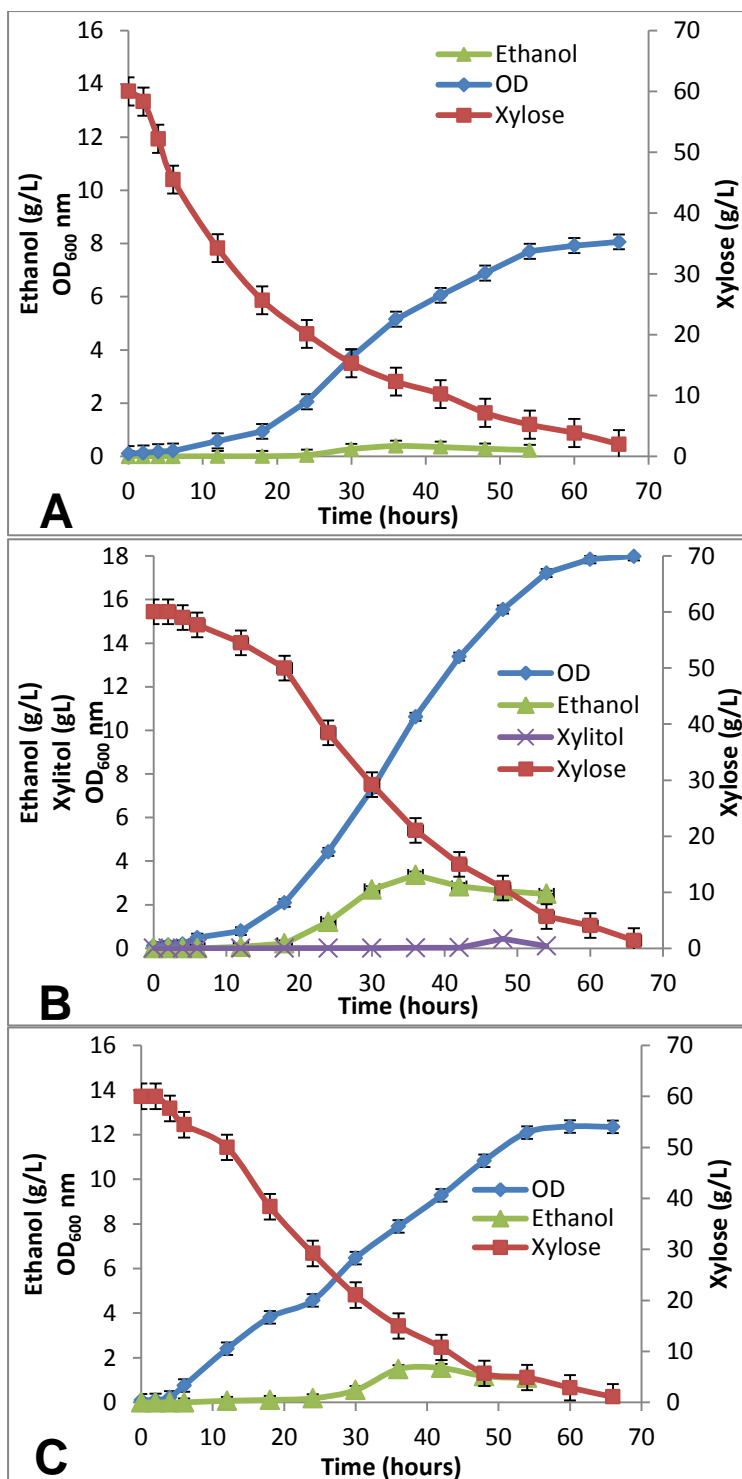 16
14
12
10
8
6
4
2
0
Ethanol (g/L)
OD600 nm
Ethanol
OD
Xylose
70
60
50
40
30
20
10
0
Xylose (g/L)
0 10 20 30 40 50 60 70
Time (hours)
A
18
16
14
12
10
8
6
4
2
0
Ethanol (g/L)
Xylitol (gL)
OD600 nm
OD
Ethanol
Xylitol
Xylose
70
60
50
40
30
20
10
0
Xylose (g/L)
0 10 20 30 40 50 60 70
Time (hours)
B
16
14
12
10
8
6
4
2
0
Ethanol (g/L)
OD600 nm
OD
Ethanol
Xylose
70
60
50
40
30
20
10
0
Xylose (g/L)
0 10 20 30 40 50 60 70
Time (hours)
C